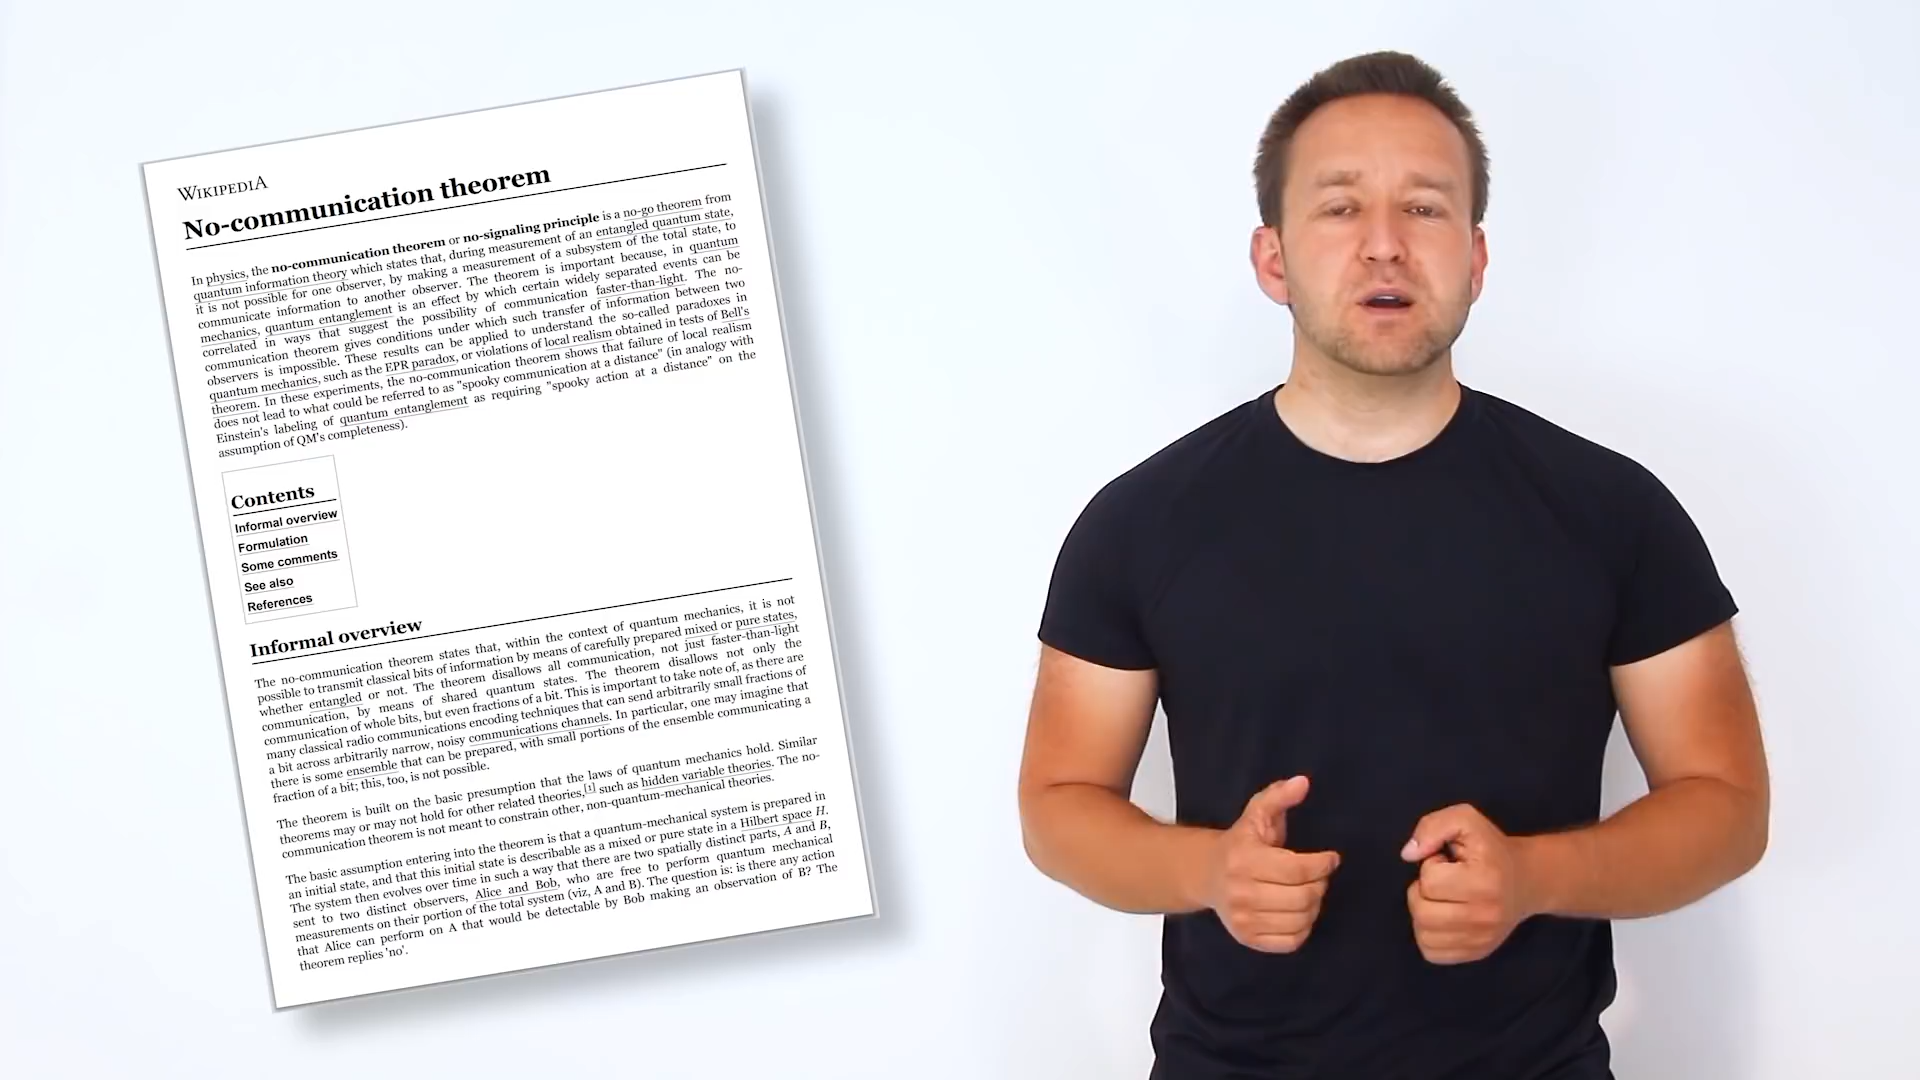 WIKIPEDIA
No-communication theorem
In physics, the no-communication theorem or no-signaling principle is a no-go theorem from
quantum information theory which states that, during measurement of an entangled quantum state,
it is not possible for one observer, by making a measurement of a subsystem of the total state, to
communicate information to another observer. The theorem is important because, in quantum
mechanics, quantum entanglement is an effect by which certain widely separated events can be
correlated in ways that suggest the possibility of communication faster-than-light. The no-
communication theorem gives conditions under which such transfer of information between two
observers is impossible. These results can be applied to understand the so-called paradoxes in
quantum mechanics, such as the EPR paradox, or violations of local realism obtained in tests of Bell's
theorem. In these experiments, the no-communication theorem shows that failure of local realism
does not lead to what could be referred to as "spooky communication at a distance" (in analogy with
Einstein's labeling of quantum entanglement as requiring "spooky action at a distance" on the
assumption of QM's completeness).
Contents
Informal overview
Formulation
Some comments
See also
References
Informal overview
The no-communication theorem states that, within the context of quantum mechanics, it is not
possible to transmit classical bits of information by means of carefully prepared mixed or pure states,
whether entangled or not. The theorem disallows all communication, not just faster-than-light
communication, by means of shared quantum states. The theorem disallows not only the
communication of whole bits, but even fractions of a bit. This is important to take note of, as there are
many classical radio communications encoding techniques that can send arbitrarily small fractions of
a bit across arbitrarily narrow, noisy communications channels. In particular, one may imagine that
there is some ensemble that can be prepared, with small portions of the ensemble communicating a
fraction of a bit; this, too, is not possible.
The theorem is built on the basic presumption that the laws of quantum mechanics hold. Similar
theorems may or may not hold for other related theories,[1] such as hidden variable theories. The no-
communication theorem is not meant to constrain other, non-quantum-mechanical theories.
The basic assumption entering into the theorem is that a quantum-mechanical system is prepared in
an initial state, and that this initial state is describable as a mixed or pure state in a Hilbert space H.
The system then evolves over time in such a way that there are two spatially distinct parts, A and B,
sent to two distinct observers, Alice and Bob, who are free to perform quantum mechanical
measurements on their portion of the total system (viz, A and B). The question is: is there any action
that Alice can perform on A that would be detectable by Bob making an observation of B? The
theorem replies 'no'.